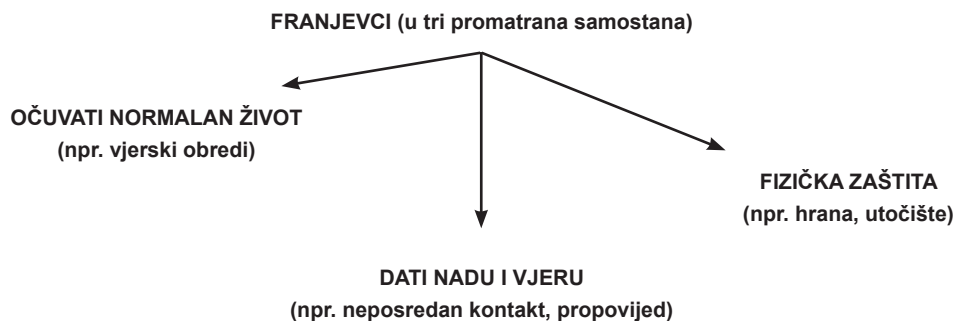 FRANJEVCI (u tri promatrana samostana)
OČUVATI NORMALAN ŽIVOT
(npr. vjerski obredi)
FIZIČKA ZAŠTITA
(npr. hrana, utočište)
DATI NADU I VJERU
(npr. neposredan kontakt, propovijed)